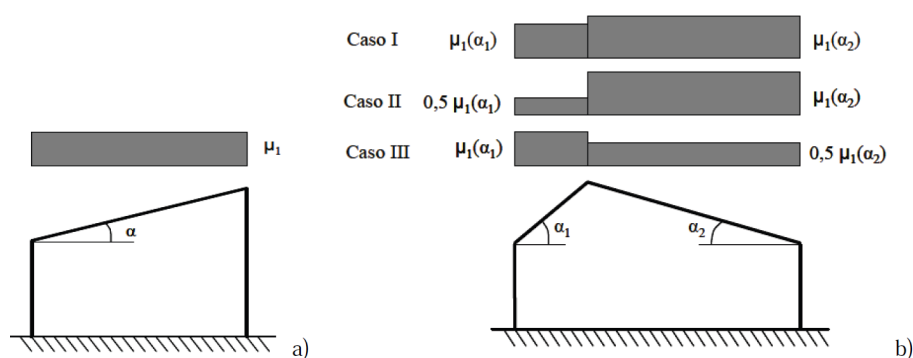 Caso I μ₁(α₁) μ₁(α₂)
Caso II 0,5 μ₁(α₁) μ₁(α₂)
Caso III μ₁(α₁) 0,5 μ₁(α₂)
μ₁
α
α₁ α₂
a) b)